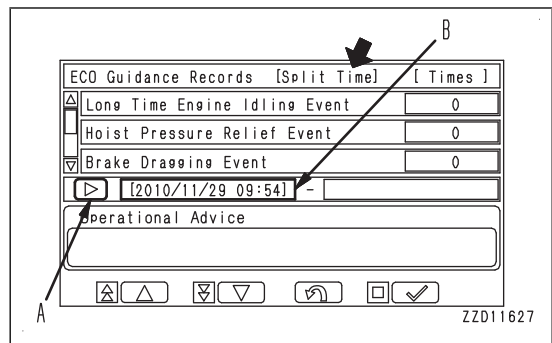 B
ECO Guidance Records [Split Time] [ Times ]
Long Time Engine Idling Event 0
Hoist Pressure Relief Event 0
Brake Dragging Event 0
[2010/11/29 09:54] -
Operational Advice
A
ZZD11627